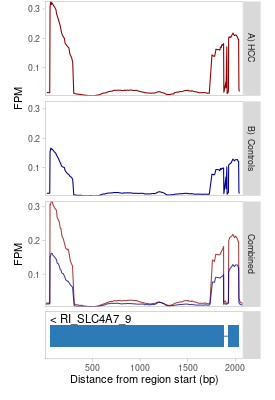 0.3
0.2
0.1
FPM
A) HCC
0.3
0.2
0.1
B): Controls
0.3
0.2
0.1
FPM
Combined
< RI_SLC4A7_9
500 1000 1500 2000
Distance from region start (bp)